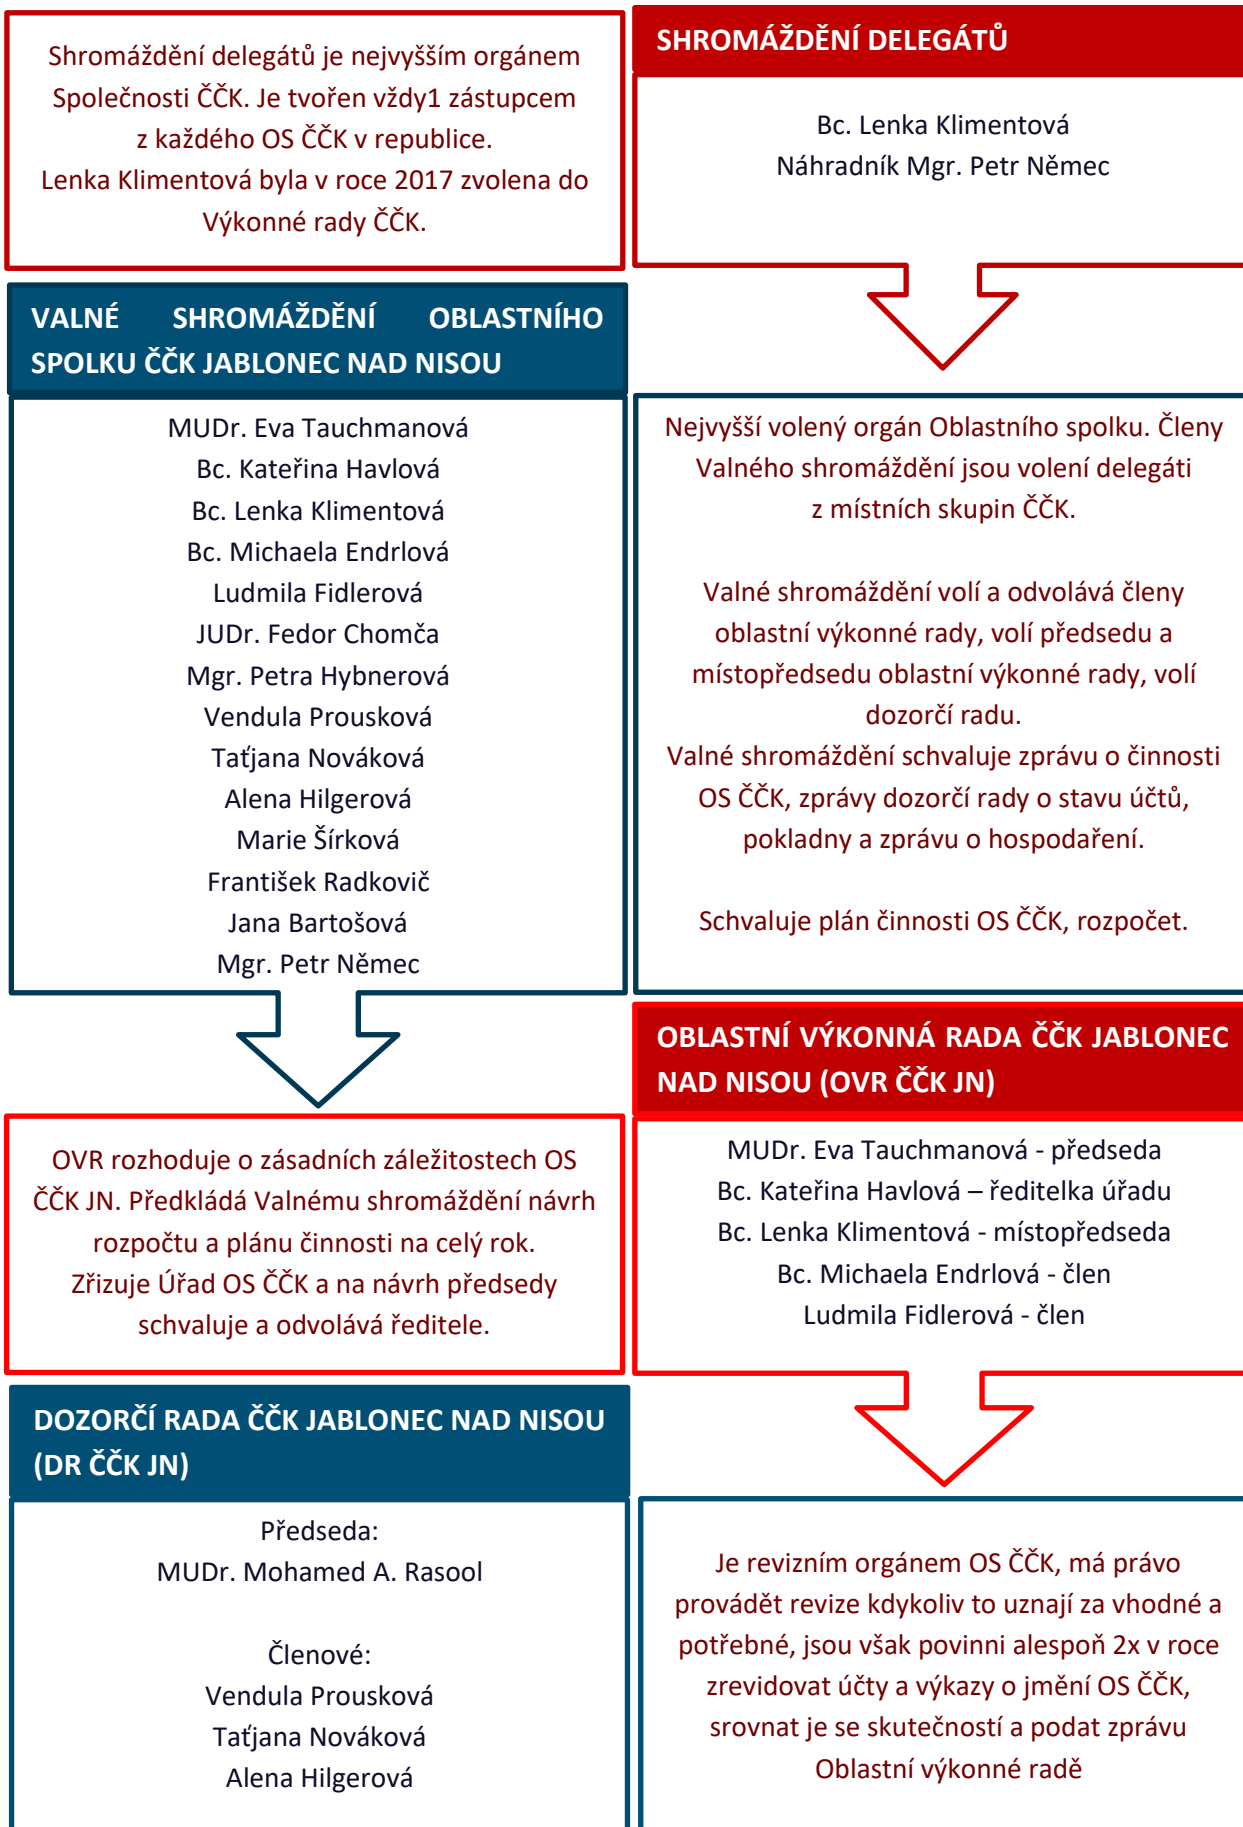 Shromáždění delegátů je nejvyšším orgánem
Společnosti ČČK. Je tvořen vždy1 zástupcem
z každého OS ČČK v republice.
Lenka Klimentová byla v roce 2017 zvolena do
Výkonné rady ČČK.
SHROMÁŽDĚNÍ DELEGÁTŮ
Bc. Lenka Klimentová
Náhradník Mgr. Petr Němec
VALNÉ SHROMÁŽDĚNÍ OBLASTNÍHO
SPOLKU ČČK JABLONEC NAD NISOU
MUDr. Eva Tauchmanová
Bc. Kateřina Havlová
Bc. Lenka Klimentová
Bc. Michaela Endrlová
Ludmila Fidlerová
JUDr. Fedor Chomča
Mgr. Petra Hybnerová
Vendula Prousková
Taťjana Nováková
Alena Hilgerová
Marie Šírková
František Radkovič
Jana Bartošová
Mgr. Petr Němec
Nejvyšší volený orgán Oblastního spolku. Členy
Valného shromáždění jsou volení delegáti
z místních skupin ČČK.
Valné shromáždění volí a odvolává členy
oblastní výkonné rady, volí předsedu a
místopředsedu oblastní výkonné rady, volí
dozorčí radu.
Valné shromáždění schvaluje zprávu o činnosti
OS ČČK, zprávy dozorčí rady o stavu účtů,
pokladny a zprávu o hospodaření.
Schvaluje plán činnosti OS ČČK, rozpočet.
OVR rozhoduje o zásadních záležitostech OS
ČČK JN. Předkládá Valnému shromáždění návrh
rozpočtu a plánu činnosti na celý rok.
Zřizuje Úřad OS ČČK a na návrh předsedy
schvaluje a odvolává ředitele.
OBLASTNÍ VÝKONNÁ RADA ČČK JABLONEC
NAD NISOU (OVR ČČK JN)
MUDr. Eva Tauchmanová - předseda
Bc. Kateřina Havlová – ředitelka úřadu
Bc. Lenka Klimentová - místopředseda
Bc. Michaela Endrlová - člen
Ludmila Fidlerová - člen
DOZORČÍ RADA ČČK JABLONEC NAD NISOU
(DR ČČK JN)
Předseda:
MUDr. Mohamed A. Rasool
Členové:
Vendula Prousková
Taťjana Nováková
Alena Hilgerová
Je revizním orgánem OS ČČK, má právo
provádět revize kdykoliv to uznají za vhodné a
potřebné, jsou však povinni alespoň 2x v roce
zrevidovat účty a výkazy o jmění OS ČČK,
srovnat je se skutečností a podat zprávu
Oblastní výkonné radě